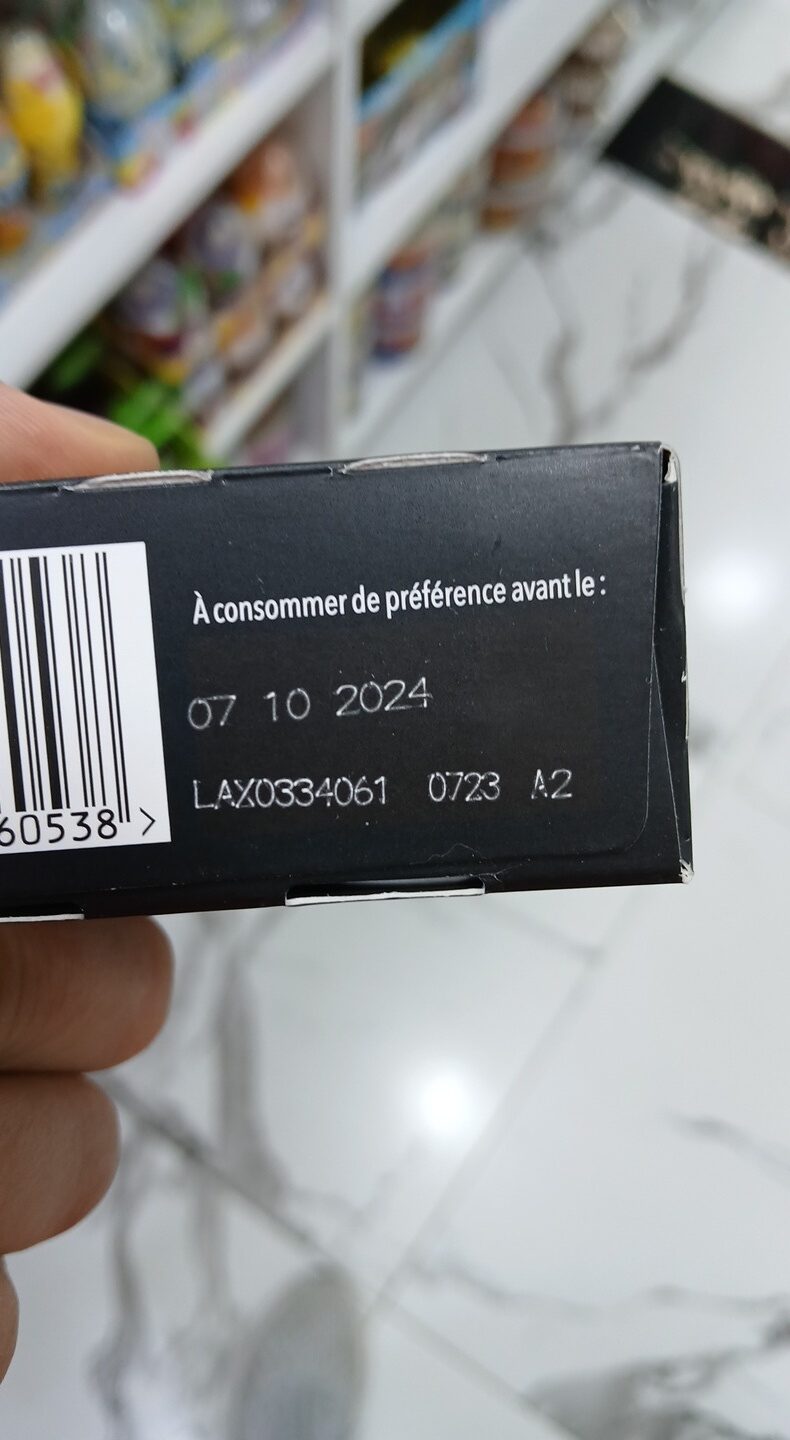 À consommer de préférence avant le :
07 10 2024
LAX0334061 0723 A2
60538 >